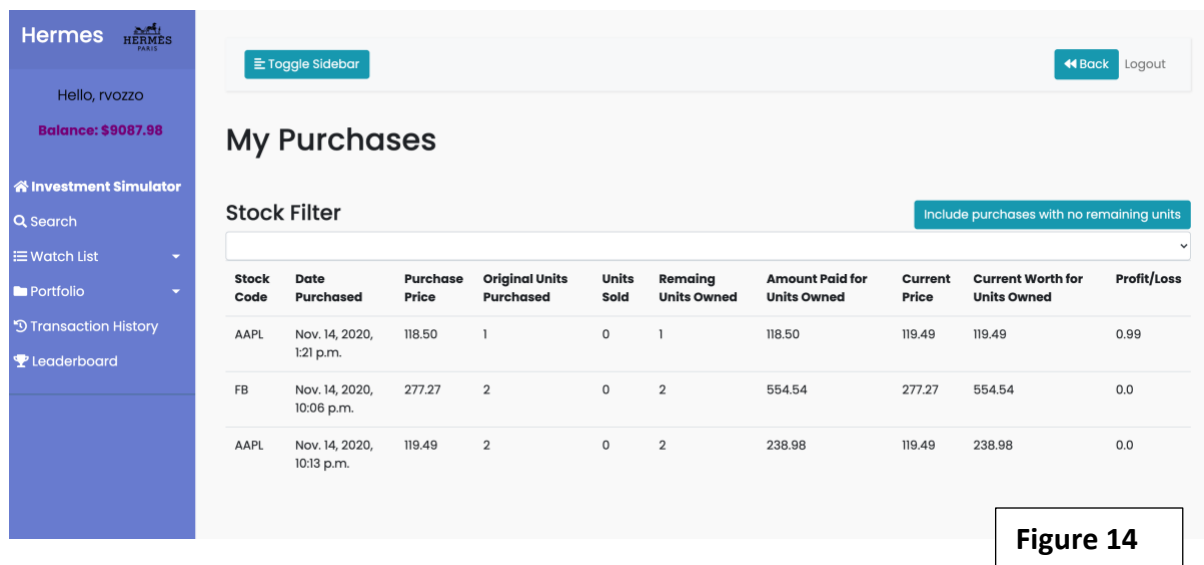 Hermes HERMÈS
PARIS
Toggle Sidebar Back Logout
Hello, rvozzo
Balance: $9087.98
My Purchases
Investment Simulator
Search
Watch List
Portfolio
Transaction History
Leaderboard
Stock Filter Include purchases with no remaining units
Stock Date Purchase Original Units Units Remaing Amount Paid for Current Current Worth for Profit/Loss
Code Purchased Price Purchased Sold Units Owned Units Owned Price Units Owned
AAPL Nov. 14, 2020, 118.50 1 0 1 118.50 119.49 119.49 0.99
1:21 p.m.
FB Nov. 14, 2020, 277.27 2 0 2 554.54 277.27 554.54 0.0
10:06 p.m.
AAPL Nov. 14, 2020, 119.49 2 0 2 238.98 119.49 238.98 0.0
10:13 p.m.
Figure 14